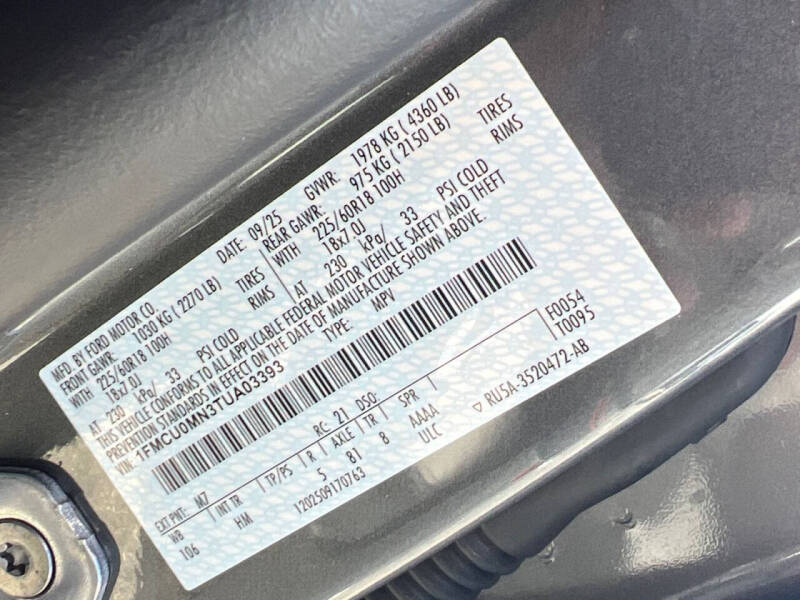 MFD. BY FORD MOTOR CO.
DATE: 09/25 GVWR: 1978 KG ( 4360 LB)
FRONT GAWR: 1030 KG ( 2270 LB) REAR GAWR: 975 KG ( 2150 LB)
WITH 225/60R18 100H TIRES WITH 225/60R18 100H TIRES
18x7.0J RIMS 18x7.0J RIMS
AT 230 kPa/ 33 PSI COLD AT 230 kPa/ 33 PSI COLD
THIS VEHICLE CONFORMS TO ALL APPLICABLE FEDERAL MOTOR VEHICLE SAFETY AND THEFT
PREVENTION STANDARDS IN EFFECT ON THE DATE OF MANUFACTURE SHOWN ABOVE.
VIN: 1FMCU0MN3TUA03393 TYPE: MPV
F0054
T0095
EXT PNT: M7 RC: 21 DSO:
WB INT TR TP/PS R AXLE TR SPR
106 HM 5 81 8 AAAA
1202509170763 ULC
▽ RU5A-3520472-AB